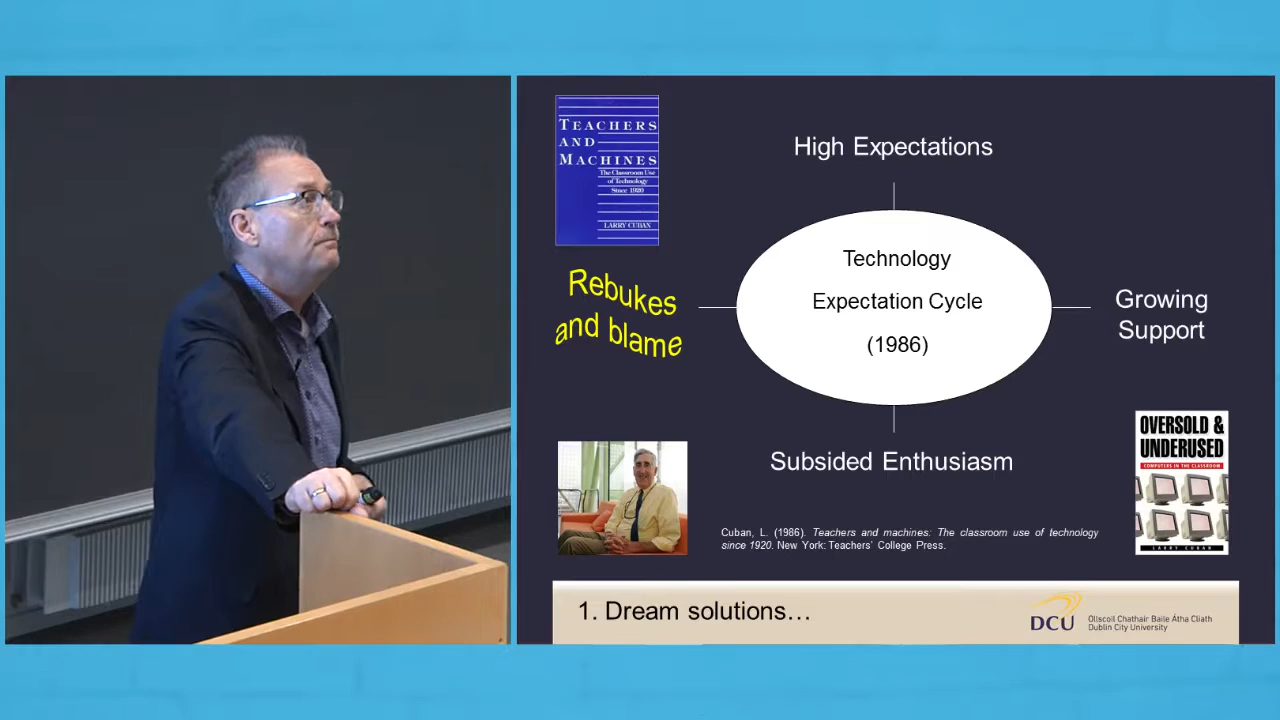 TEACHERS
AND
MACHINES
The Classroom Use
of Technology
Since 1920
LARRY CUBAN
High Expectations
Technology
Expectation Cycle
(1986)
Rebukes
and blame
Growing
Support
Subsided Enthusiasm
OVERSOLD &
UNDERUSED
COMPUTERS IN THE CLASSROOM
LARRY CUBAN
Cuban, L. (1986). Teachers and machines: The classroom use of technology
since 1920. New York: Teachers' College Press.
1. Dream solutions…
DCU
Ollscoil Chathair Baile Átha Cliath
Dublin City University